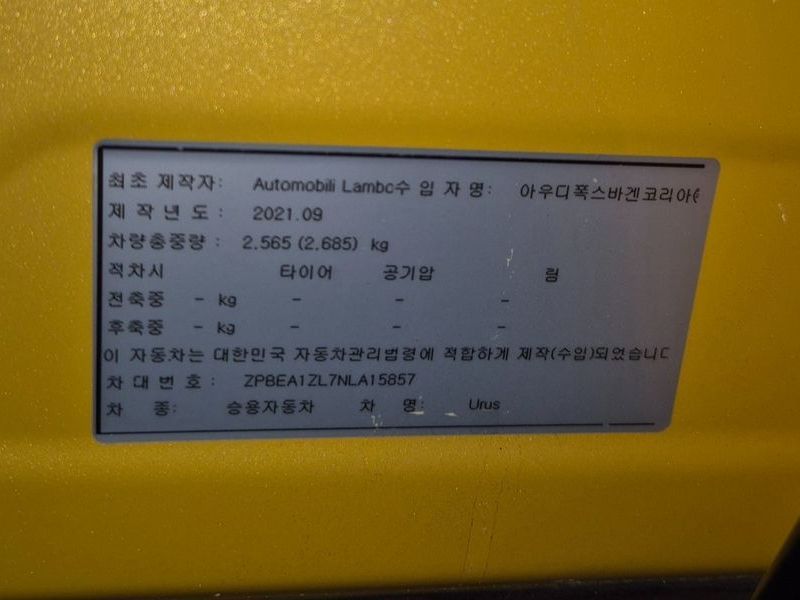 최초 제작자: Automobili Lambc수 입 자 명: 아우디폭스바겐코리아(
제 작 년 도 : 2021.09
차량총중량 : 2.565 (2.685) kg
적차시 타이어 공기압 림
전축중 - kg - - -
후축중 - kg - - -
이 자동차는 대한민국 자동차관리법령에 적합하게 제작(수입)되었습니다
차 대 번 호 : ZPBEA1ZL7NLA15857
차 종: 승용자동차 차 명: Urus